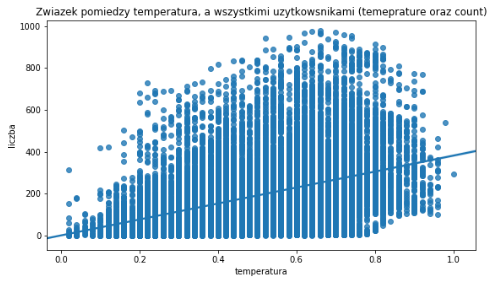 Zwiazek pomiedzy temperatura, a wszystkimi uzytkowsnikami (temeprature oraz count)
1000
800
600
400
200
0
liczba
0.0 0.2 0.4 0.6 0.8 1.0
temperatura